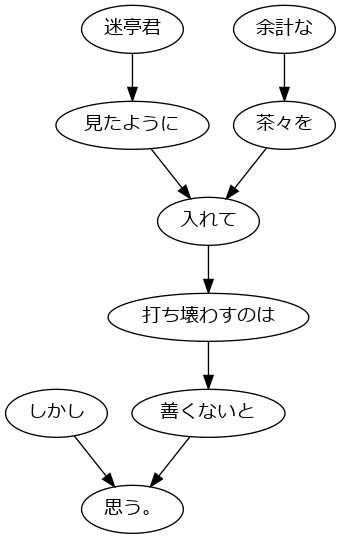 迷亭君 余計な
見たように 茶々を
入れて
打ち壊わすのは
しかし 善くないと
思う。